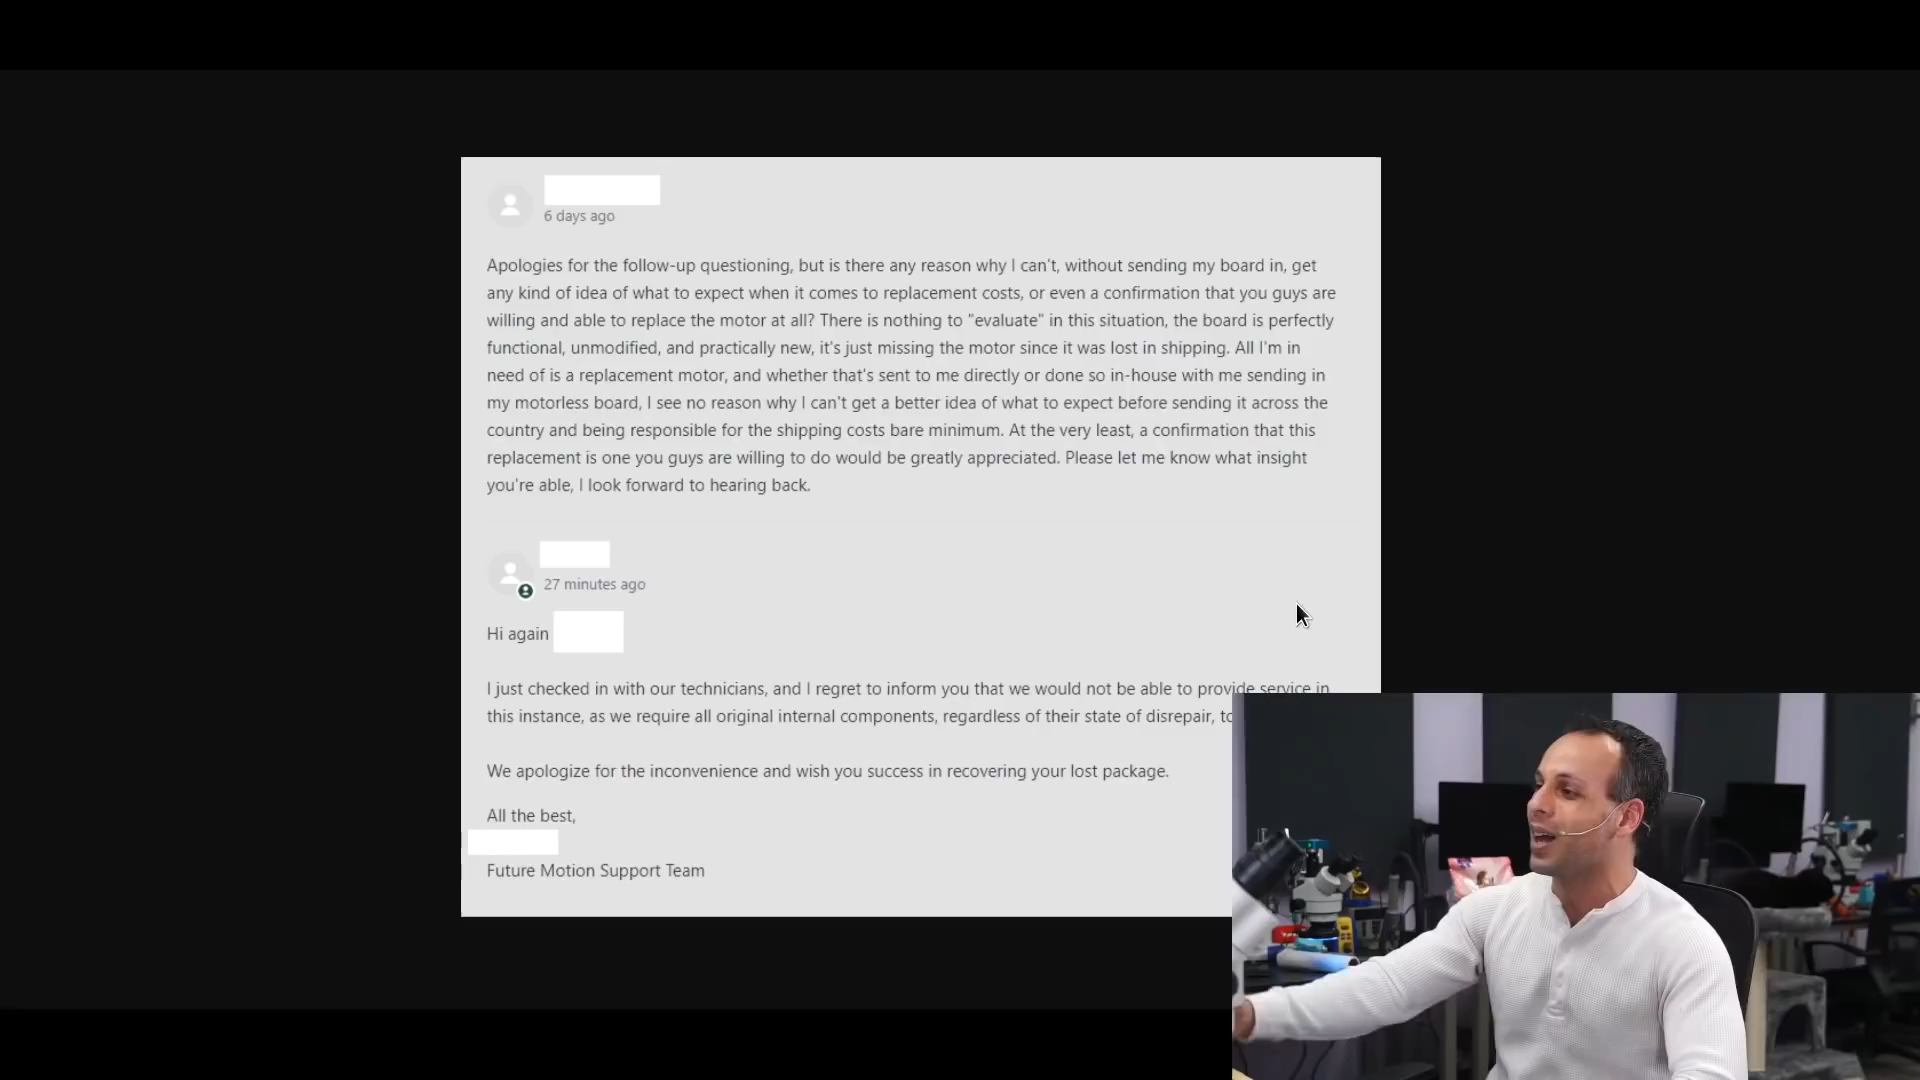 6 days ago
Apologies for the follow-up questioning, but is there any reason why I can't, without sending my board in, get
any kind of idea of what to expect when it comes to replacement costs, or even a confirmation that you guys are
willing and able to replace the motor at all? There is nothing to "evaluate" in this situation, the board is perfectly
functional, unmodified, and practically new, it's just missing the motor since it was lost in shipping. All I'm in
need of is a replacement motor, and whether that's sent to me directly or done so in-house with me sending in
my motorless board, I see no reason why I can't get a better idea of what to expect before sending it across the
country and being responsible for the shipping costs bare minimum. At the very least, a confirmation that this
replacement is one you guys are willing to do would be greatly appreciated. Please let me know what insight
you're able, I look forward to hearing back.
27 minutes ago
Hi again
I just checked in with our technicians, and I regret to inform you that we would not be able to provide service in
this instance, as we require all original internal components, regardless of their state of disrepair,
We apologize for the inconvenience and wish you success in recovering your lost package.
All the best,
Future Motion Support Team